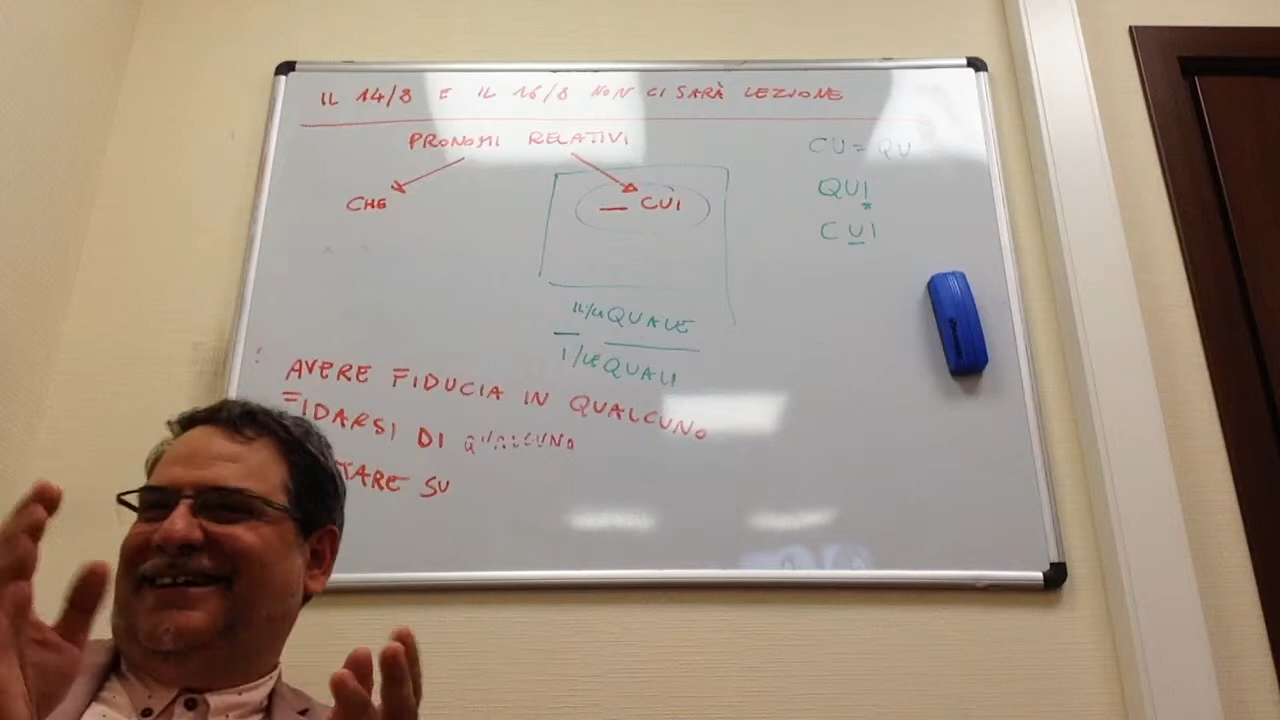 IL 14/8 E IL 16/8 NON CI SARÀ LEZIONE
PRONOMI RELATIVI
CHE
— CUI
CU = QU
QUI
CUI
IL/LA QUALE
I/LE QUALI
! AVERE FIDUCIA IN QUALCUNO
FIDARSI DI QUALCUNO
TARE SU